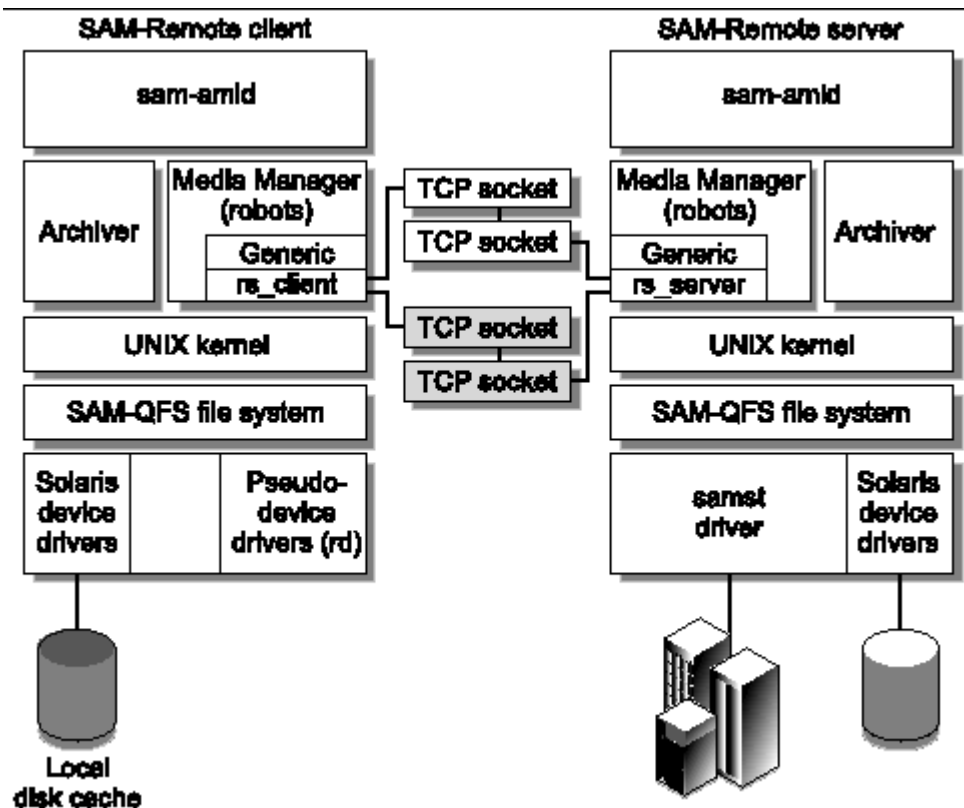 SAM-Remote client
sam-amld
Archiver
Media Manager
(robots)
Generic
rs_client
UNIX kernel
SAM-QFS file system
Solaris
device
drivers
Pseudo-
device
drivers (rd)
Local
disk cache
TCP socket
TCP socket
TCP socket
TCP socket
SAM-Remote server
sam-amld
Media Manager
(robots)
Generic
rs_server
Archiver
UNIX kernel
SAM-QFS file system
samst
driver
Solaris
device
drivers